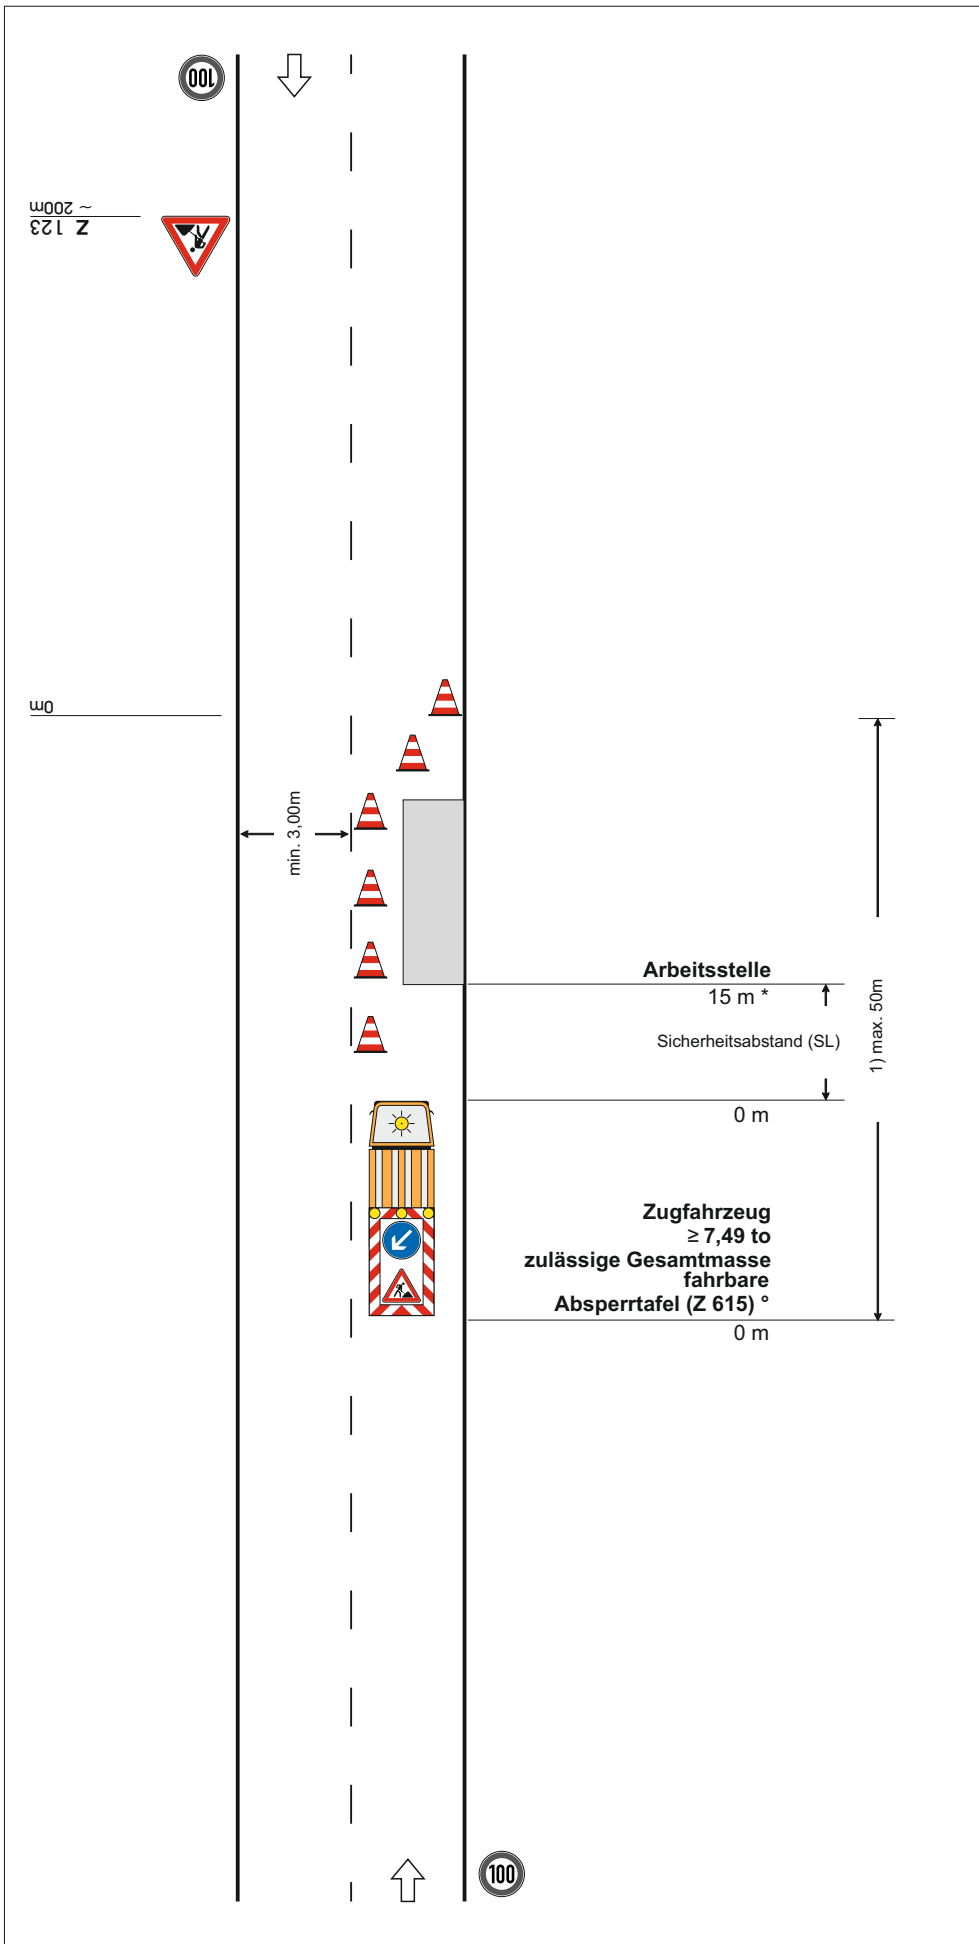 100
~ 200m
Z 123
0m
min. 3,00m
Arbeitsstelle
15 m *
Sicherheitsabstand (SL)
1) max. 50m
0 m
Zugfahrzeug
≥ 7,49 to
zulässige Gesamtmasse
fahrbare
Absperrtafel (Z 615) °
0 m
100